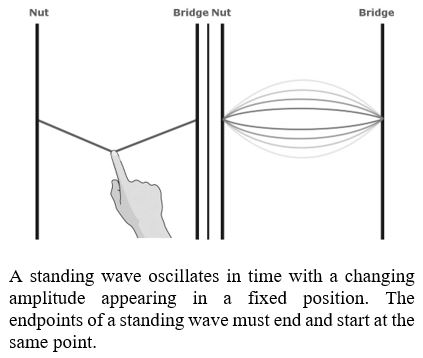 Nut Bridge Nut Bridge
A standing wave oscillates in time with a changing
amplitude appearing in a fixed position. The
endpoints of a standing wave must end and start at the
same point.